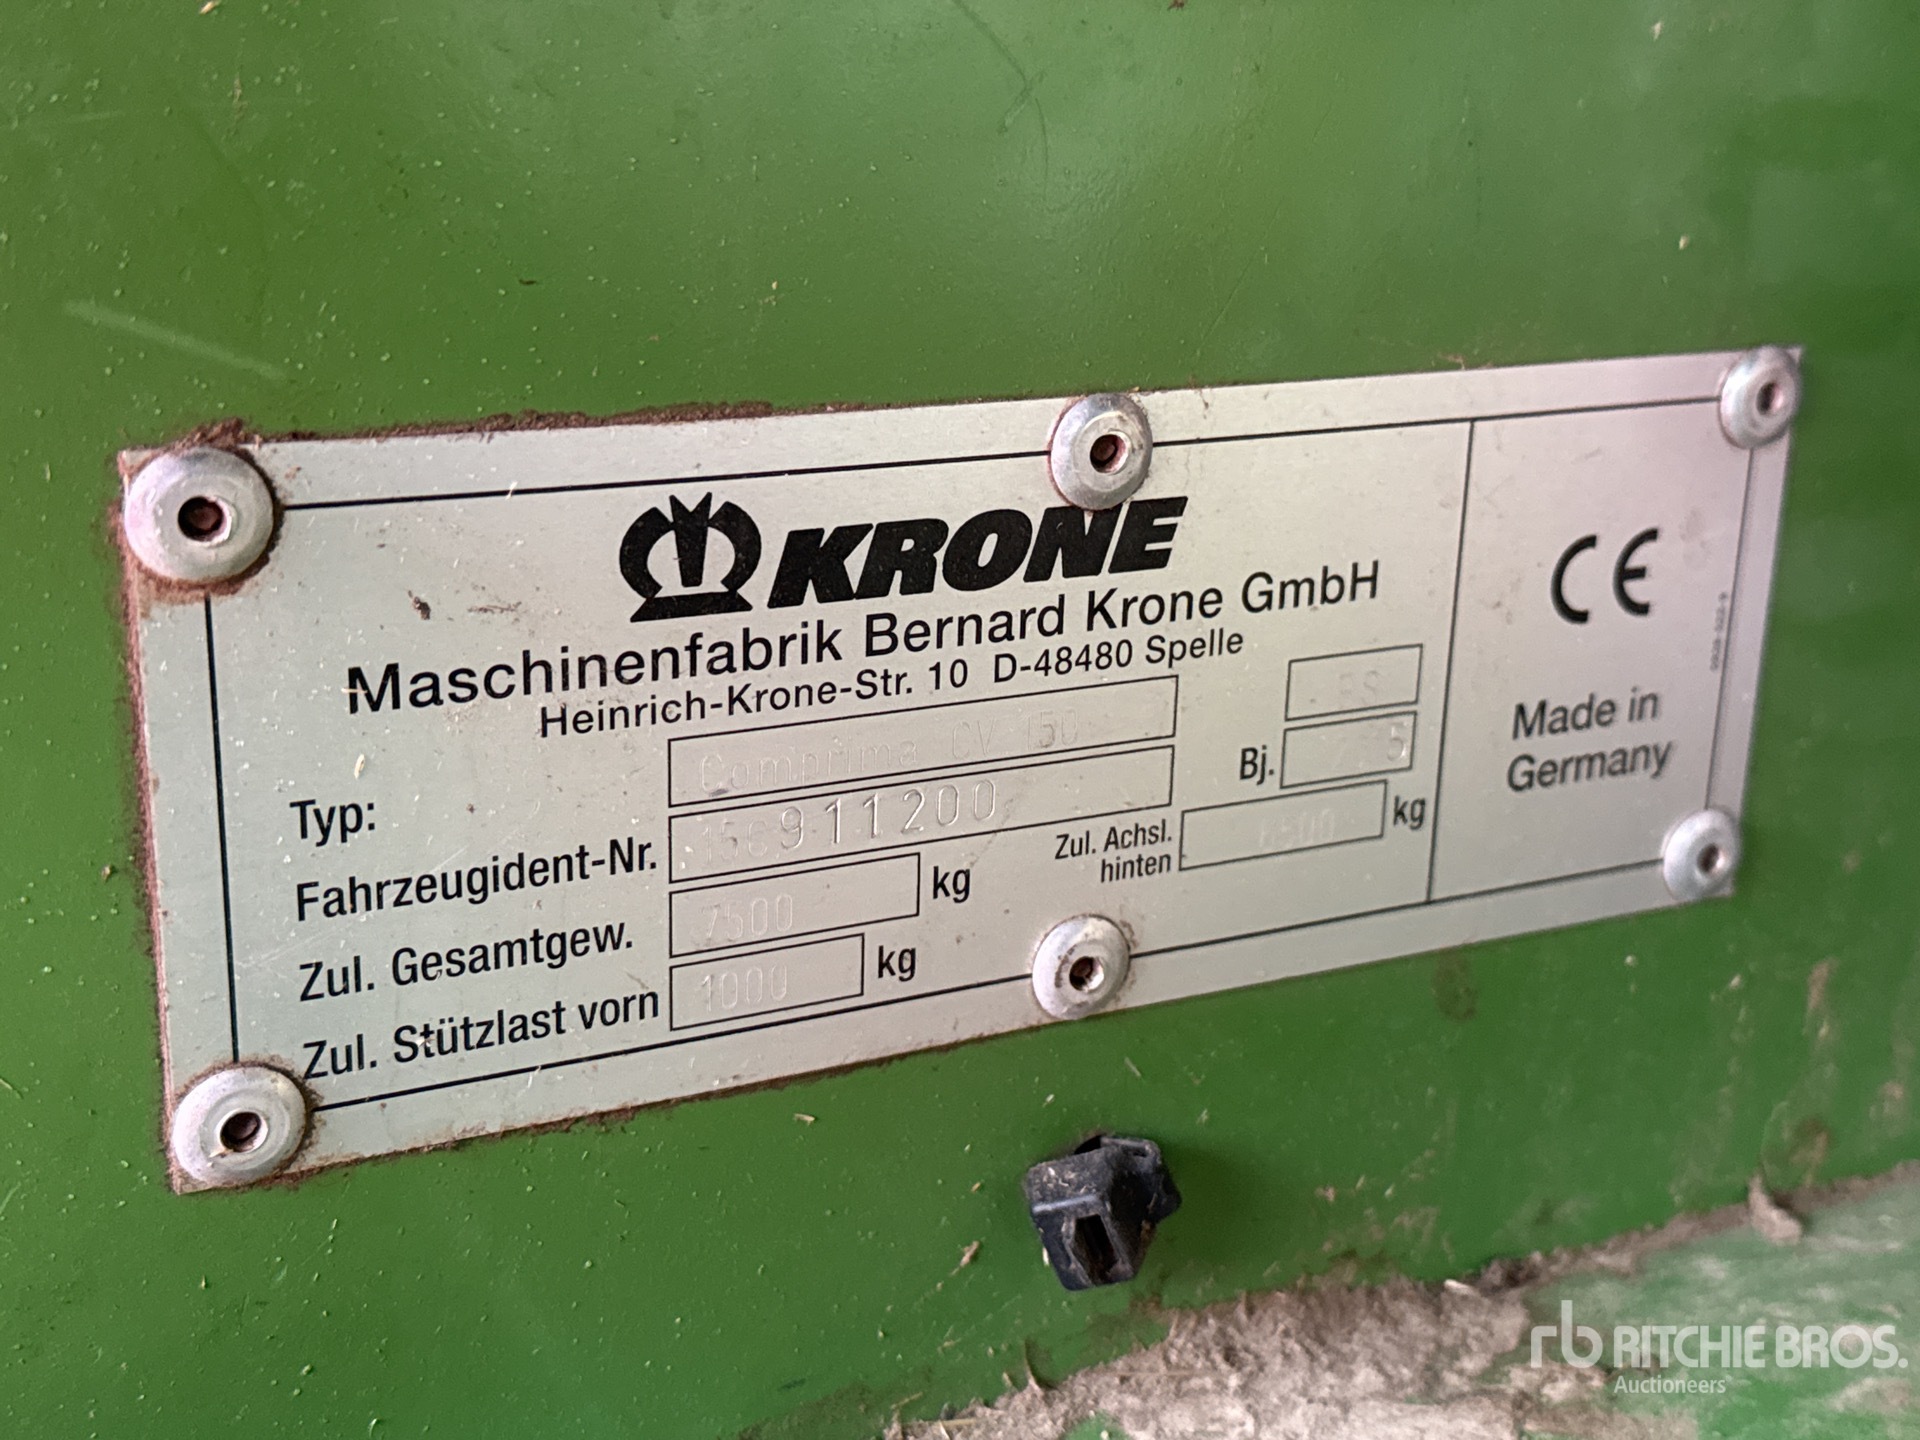 KRONE
Maschinenfabrik Bernard Krone GmbH
Heinrich-Krone-Str. 10 D-48480 Spelle
Typ: Comprima CV 150
Fahrzeugident-Nr. 911200
Bj.
Zul. Gesamtgew. 7500 kg
Zul. Achsl. hinten kg
Zul. Stützlast vorn 1000 kg
CE
Made in
Germany
rb RITCHIE BROS.
Auctioneers